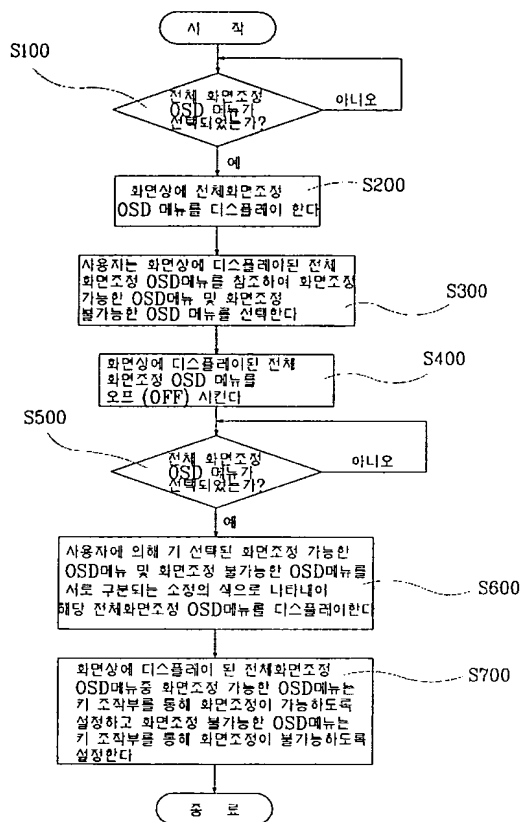 시 작
S100
전체 화면조정
OSD 메뉴가
선택되었는가?
아니오
예
S200
화면상에 전체화면조정
OSD 메뉴를 디스플레이 한다
사용자는 화면상에 디스플레이된 전체
화면조정 OSD메뉴를 참조하여 화면조정
가능한 OSD메뉴 및 화면조정
불가능한 OSD 메뉴를 선택한다
S300
화면상에 디스플레이된 전체
화면조정 OSD 메뉴를
오프 (OFF) 시킨다
S400
S500
전체 화면조정
OSD 메뉴가
선택되었는가?
아니오
예
사용자에 의해 기 선택된 화면조정 가능한
OSD메뉴 및 화면조정 불가능한 OSD메뉴를
서로 구분되는 소정의 색으로 나타내어
해당 전체화면조정 OSD메뉴를 디스플레이한다
S600
화면상에 디스플레이 된 전체화면조정
OSD메뉴중 화면조정 가능한 OSD메뉴는
키 조작부를 통해 화면조정이 가능하도록
설정하고 화면조정 불가능한 OSD메뉴는
키 조작부를 통해 화면조정이 불가능하도록
설정한다
S700
종 료